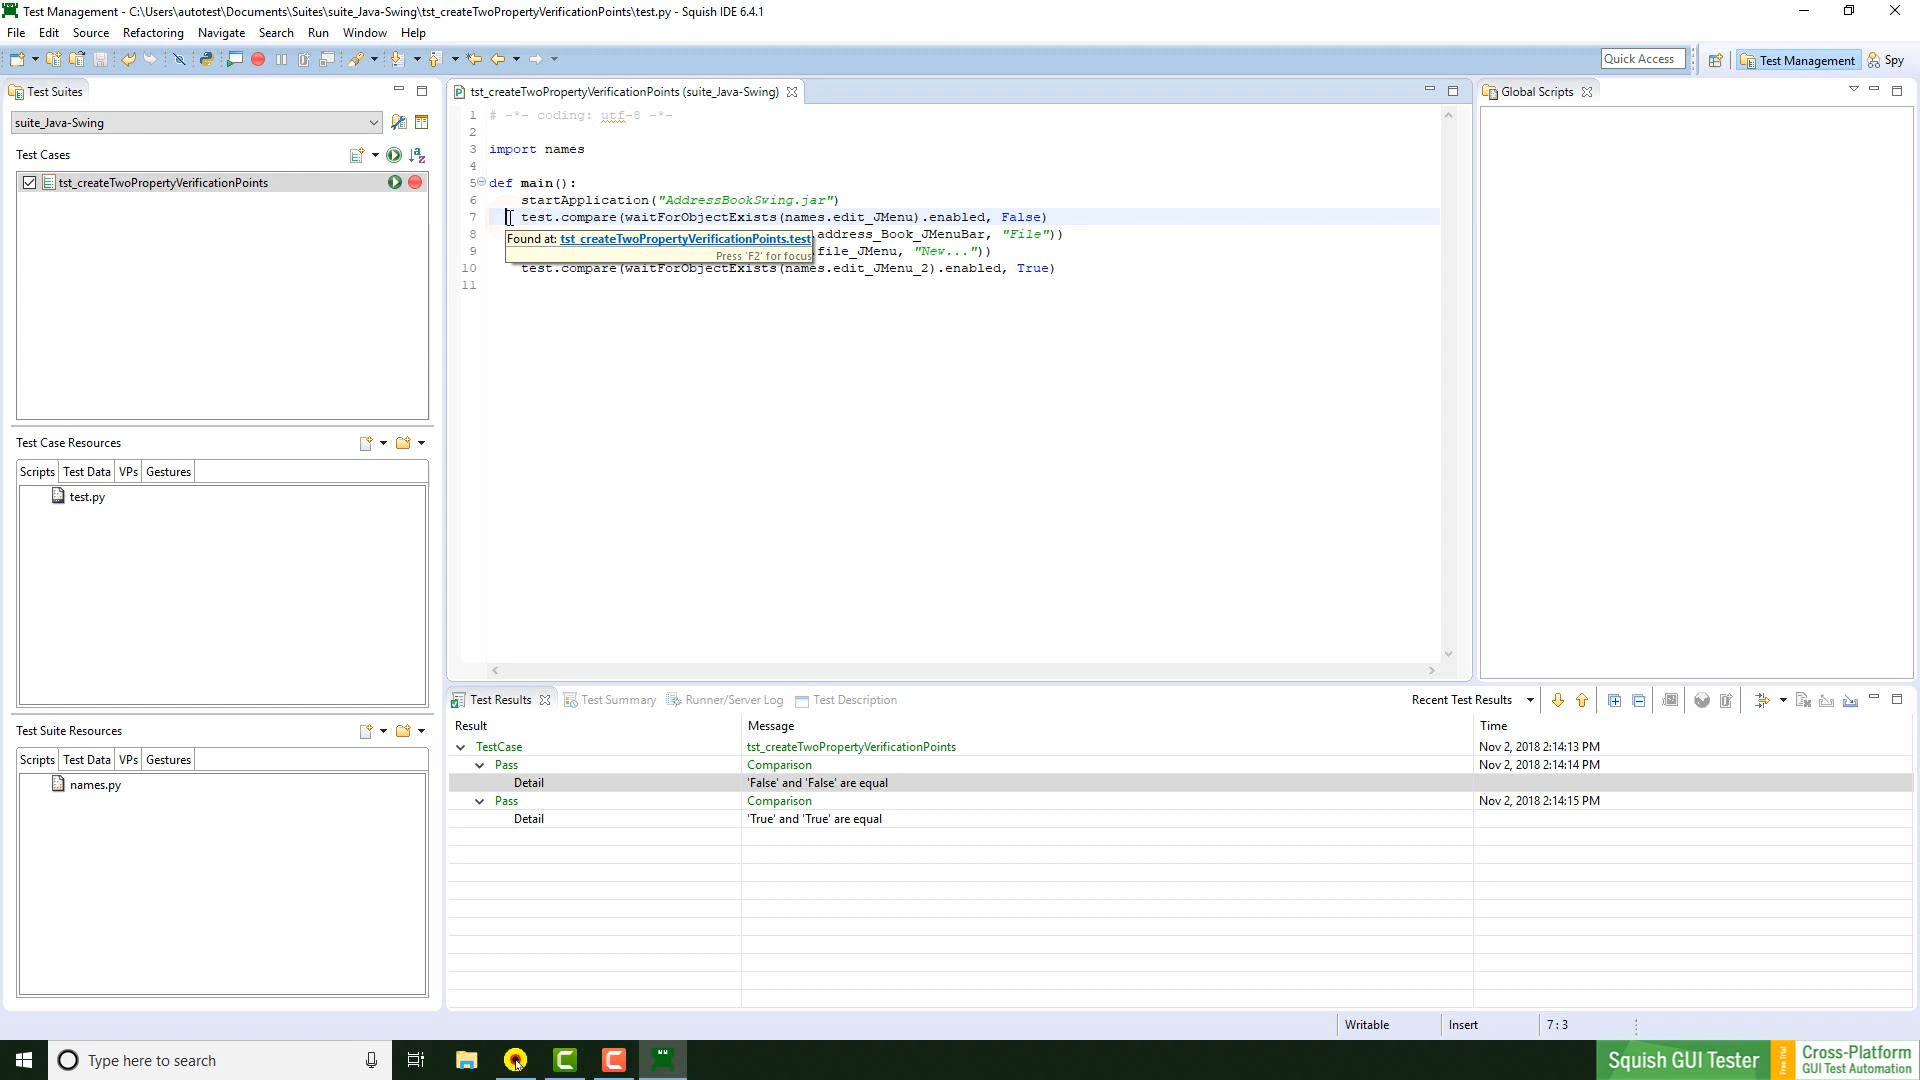 Test Management - C:\Users\autotest\Documents\Suites\suite_Java-Swing\tst_createTwoPropertyVerificationPoints\test.py - Squish IDE 6.4.1
File Edit Source Refactoring Navigate Search Run Window Help
Quick Access
Test Management
Spy
Test Suites
suite_Java-Swing
Test Cases
tst_createTwoPropertyVerificationPoints
Test Case Resources
Scripts Test Data VPs Gestures
test.py
Test Suite Resources
Scripts Test Data VPs Gestures
names.py
tst_createTwoPropertyVerificationPoints (suite_Java-Swing)
1 # -*- coding: utf-8 -*-
2
3 import names
4
5 def main():
6 startApplication("AddressBookSwing.jar")
7 test.compare(waitForObjectExists(names.edit_JMenu).enabled, False)
8 address_Book_JMenuBar, "File"))
Found at: tst_createTwoPropertyVerificationPoints.test
9 .file_JMenu, "New..."))
Press 'F2' for focus
10 test.compare(waitForObjectExists(names.edit_JMenu_2).enabled, True)
11
Global Scripts
Test Results Test Summary Runner/Server Log Test Description
Recent Test Results
Result Message Time
TestCase tst_createTwoPropertyVerificationPoints Nov 2, 2018 2:14:13 PM
Pass Comparison Nov 2, 2018 2:14:14 PM
Detail 'False' and 'False' are equal
Pass Comparison Nov 2, 2018 2:14:15 PM
Detail 'True' and 'True' are equal
Writable Insert 7 : 3
Type here to search
Squish GUI Tester
Free Trial
Cross-Platform
GUI Test Automation